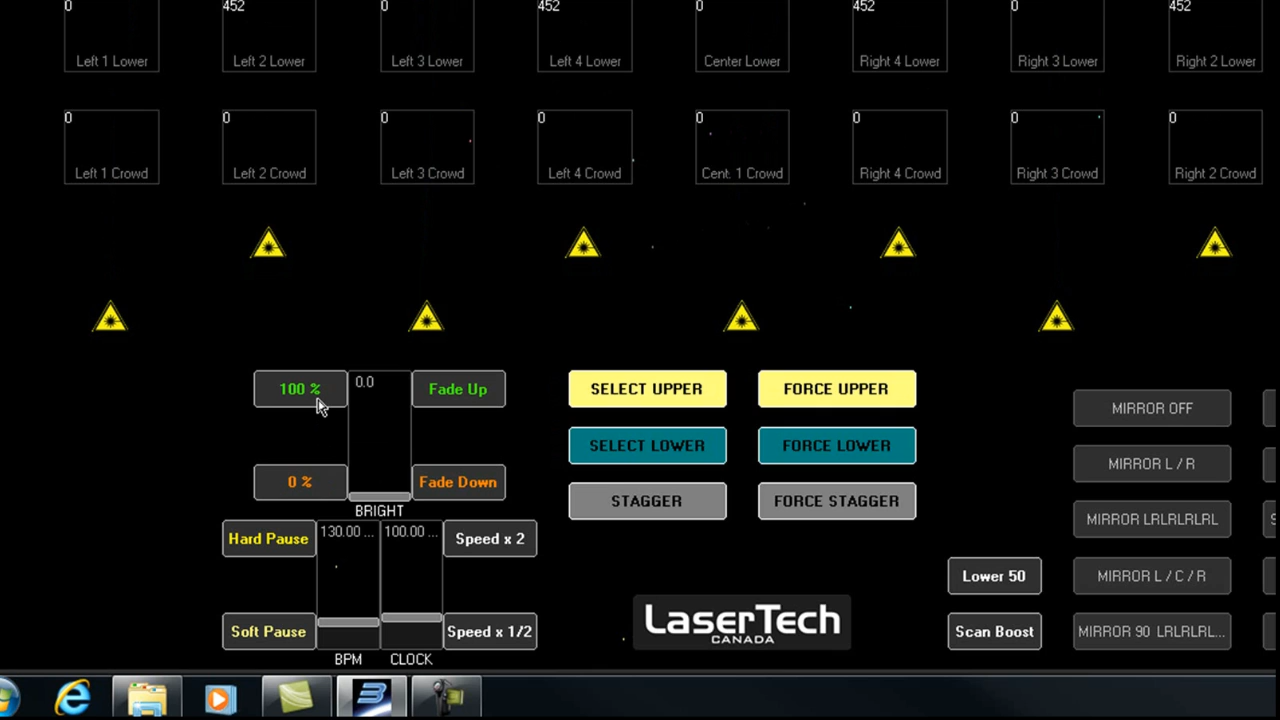 0 452 0 452 0 452 0 452
Left 1 Lower Left 2 Lower Left 3 Lower Left 4 Lower Center Lower Right 4 Lower Right 3 Lower Right 2 Lower
0 0 0 0 0 0 0 0
Left 1 Crowd Left 2 Crowd Left 3 Crowd Left 4 Crowd Cent. 1 Crowd Right 4 Crowd Right 3 Crowd Right 2 Crowd
100 % 0.0 Fade Up SELECT UPPER FORCE UPPER MIRROR OFF
SELECT LOWER FORCE LOWER MIRROR L / R
0 % Fade Down STAGGER FORCE STAGGER MIRROR LRLRLRLRL
BRIGHT
Hard Pause 130.00 ... 100.00 ... Speed x 2
Lower 50 MIRROR L / C / R
Soft Pause Speed x 1/2 LASERTECH Scan Boost MIRROR 90 LRLRLRL...
CANADA
BPM CLOCK